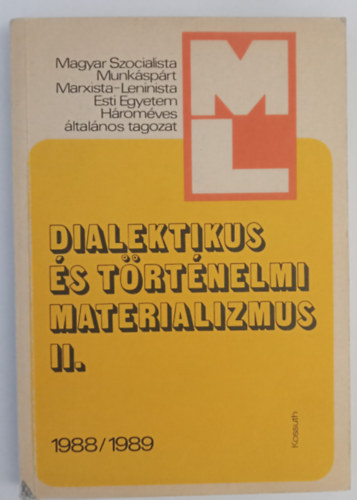 Magyar Szocialista
Munkáspárt
Marxista-Leninista
Esti Egyetem
Hároméves
általános tagozat
ML
DIALEKTIKUS
ÉS TÖRTÉNELMI
MATERIALIZMUS
II.
1988/1989
Kossuth